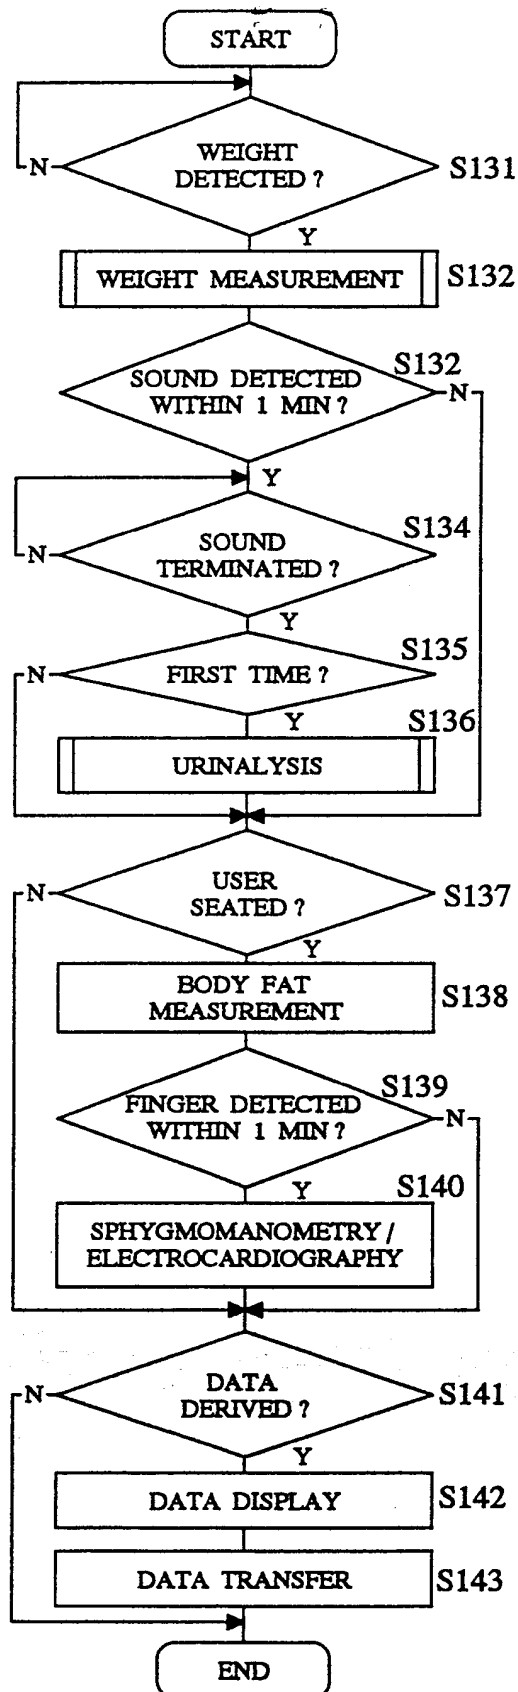 START
WEIGHT
DETECTED ?
N
S131
Y
WEIGHT MEASUREMENT
S132
S132
SOUND DETECTED
WITHIN 1 MIN ?
N
Y
S134
N
SOUND
TERMINATED ?
Y
S135
N
FIRST TIME ?
Y
S136
URINALYSIS
N
USER
SEATED ?
S137
Y
BODY FAT
MEASUREMENT
S138
S139
FINGER DETECTED
WITHIN 1 MIN ?
N
Y
S140
SPHYGMOMANOMETRY /
ELECTROCARDIOGRAPHY
N
DATA
DERIVED ?
S141
Y
DATA DISPLAY
S142
DATA TRANSFER
S143
END